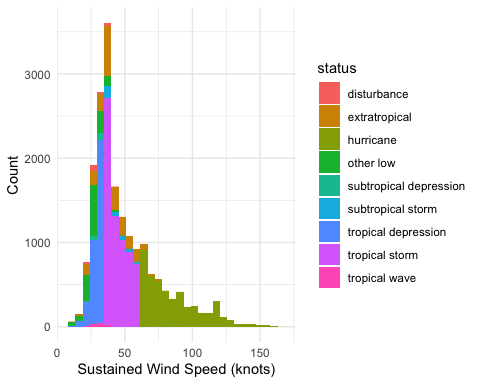 status
disturbance
extratropical
hurricane
other low
subtropical depression
subtropical storm
tropical depression
tropical storm
tropical wave
Count
3000
2000
1000
0
0 50 100 150
Sustained Wind Speed (knots)